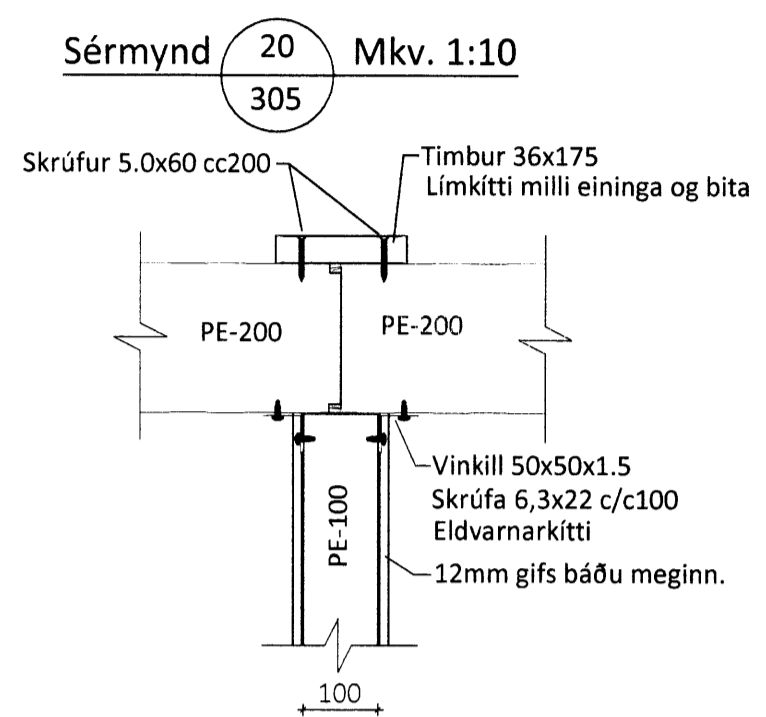 Sérmynd 20 Mkv. 1:10
305
Skrúfur 5.0x60 cc200
Timbur 36x175
Límkítti milli eininga og bita
PE-200
PE-200
Vinkill 50x50x1.5
Skrúfa 6,3x22 c/c100
Eldvarnarkítti
PE-100
12mm gifs báðu meginn.
100